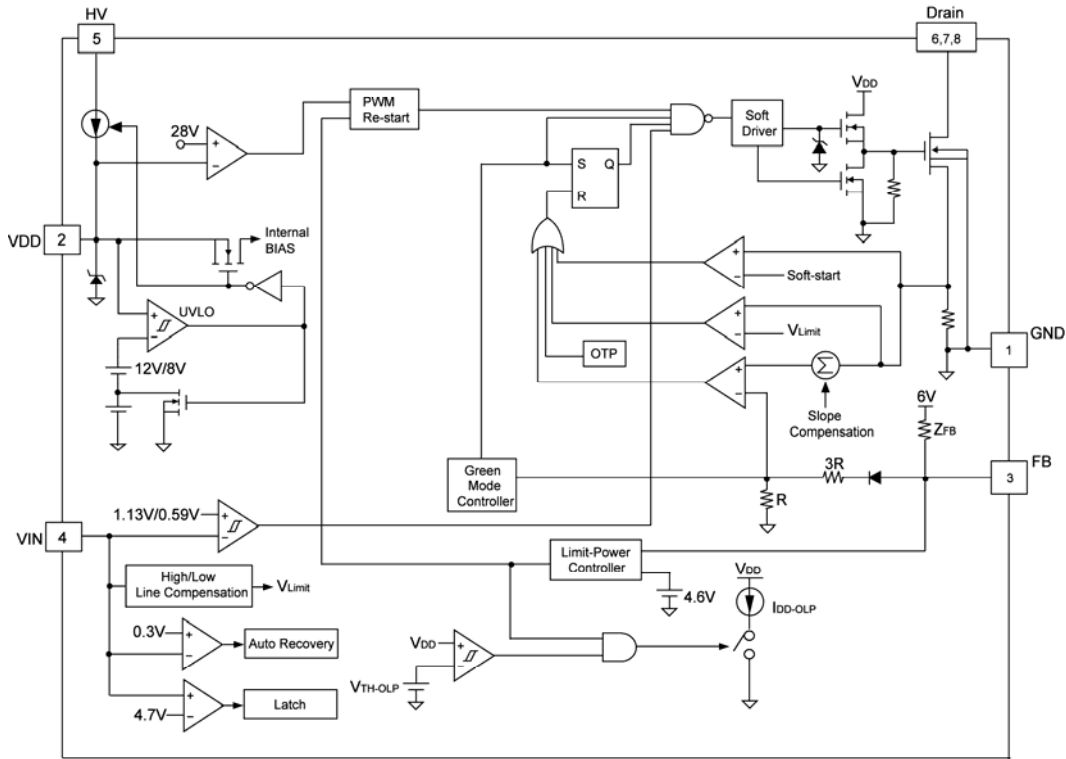 HV
5
Drain
6,7,8
28V
+
−
PWM
Re-start
VDD
Soft
Driver
S
Q
R
VDD
2
Internal
BIAS
UVLO
+
−
12V/8V
+
−
Soft-start
+
−
VLimit
OTP
+
−
Σ
Slope
Compensation
GND
1
6V
ZFB
FB
3
3R
R
Green
Mode
Controller
VIN
4
1.13V/0.59V
+
−
High/Low
Line Compensation
VLimit
0.3V
+
−
Auto Recovery
4.7V
+
−
Latch
Limit-Power
Controller
4.6V
VDD
IDD-OLP
VDD
+
−
VTH-OLP